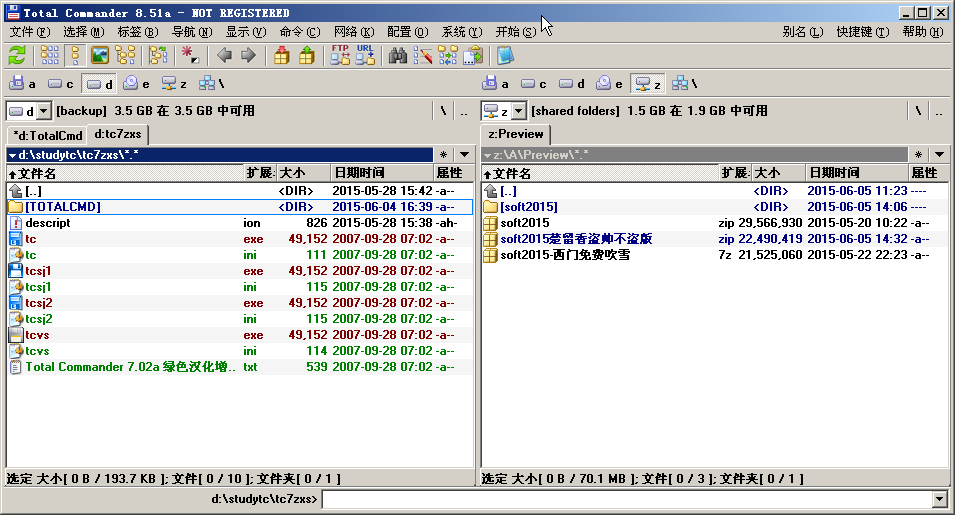 Total Commander 8.51a - NOT REGISTERED
文件(F) 选择(M) 标签(B) 导航(N) 显示(V) 命令(C) 网络(K) 配置(O) 系统(Y) 开始(S) 别名(L) 快捷键(T) 帮助(H)
FTP URL
a c d e z \ a c d e z \
d [backup] 3.5 GB 在 3.5 GB 中可用 \ ..
z [shared folders] 1.5 GB 在 1.9 GB 中可用 \ ..
*d:TotalCmd d:tc7zxs
z:Preview
d:\studytc\tc7zxs\*.* *
z:\A\Preview\*.* *
文件名 扩展: 大小 日期时间 属性
[..] <DIR> 2015-05-28 15:42 -a--
[TOTALCMD] <DIR> 2015-06-04 16:39 -a--
descript ion 826 2015-05-28 15:38 -ah-
tc exe 49,152 2007-09-28 07:02 -a--
tc ini 111 2007-09-28 07:02 -a--
tcsj1 exe 49,152 2007-09-28 07:02 -a--
tcsj1 ini 115 2007-09-28 07:02 -a--
tcsj2 exe 49,152 2007-09-28 07:02 -a--
tcsj2 ini 115 2007-09-28 07:02 -a--
tcvs exe 49,152 2007-09-28 07:02 -a--
tcvs ini 114 2007-09-28 07:02 -a--
Total Commander 7.02a 绿色汉化增.. txt 539 2007-09-28 07:02 -a--
选定 大小[ 0 B / 193.7 KB ]; 文件[ 0 / 10 ]; 文件夹[ 0 / 1 ]
文件名 扩展: 大小 日期时间 属性
[..] <DIR> 2015-06-05 11:23 ----
[soft2015] <DIR> 2015-06-05 14:06 ----
soft2015 zip 29,566,930 2015-05-20 10:22 -a--
soft2015楚留香盗帅不盗版 zip 22,490,419 2015-06-05 14:32 -a--
soft2015-西门免费吹雪 7z 21,525,060 2015-05-22 22:23 -a--
选定 大小[ 0 B / 70.1 MB ]; 文件[ 0 / 3 ]; 文件夹[ 0 / 1 ]
d:\studytc\tc7zxs>